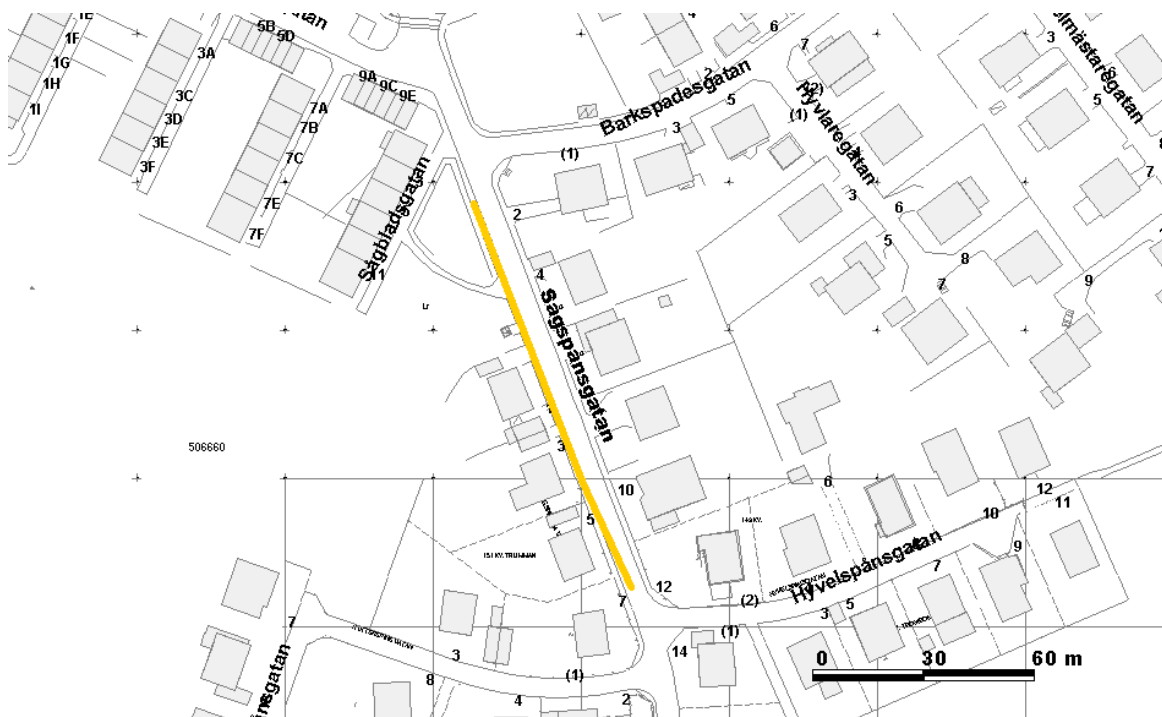 1E
1F
1G
1H
1I
3A
3C
3D
3E
3F
5B
5D
7A
7B
7C
7E
7F
9A
9C
9E
11
Sågbladsgatan
Barkspadesgatan
Hyvlaregatan
Sågspånsgatan
Hyvelspånsgatan
(1)
3
5
2
6
4
7
(2)
(1)
3
6
5
8
7
3
6
5
8
7
9
2
4
10
12
3
5
7
506660
6
10
12
11
(2)
(1)
3
5
7
9
14
7
3
8
4
(1)
2
0 30 60 m